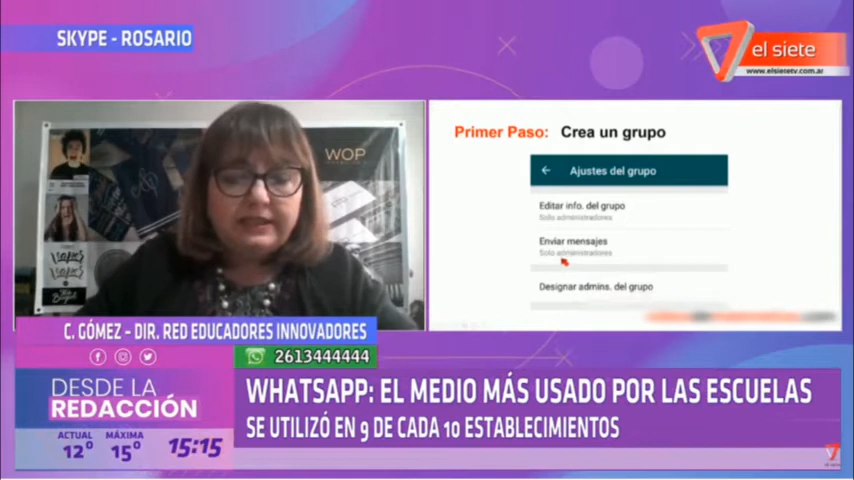 SKYPE - ROSARIO
el siete
www.elsietetv.com.ar
WOP
Primer Paso: Crea un grupo
Ajustes del grupo
Editar info. del grupo
Solo administradores
Enviar mensajes
Solo administradores
Designar admins. del grupo
C. GÓMEZ - DIR. RED EDUCADORES INNOVADORES
2613444444
DESDE LA
REDACCIÓN
WHATSAPP: EL MEDIO MÁS USADO POR LAS ESCUELAS
SE UTILIZÓ EN 9 DE CADA 10 ESTABLECIMIENTOS
ACTUAL
12º
MÁXIMA
15º
15:15